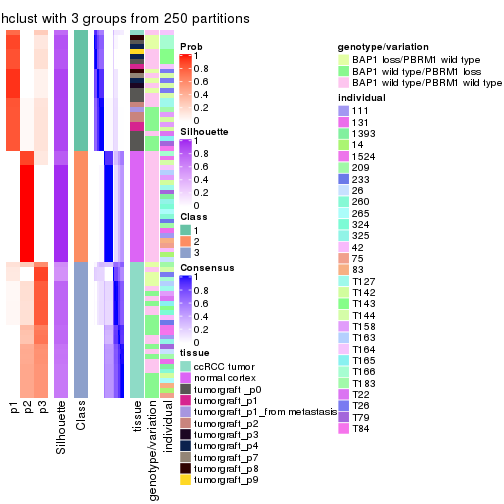 hclust with 3 groups from 250 partitions
Prob
1
0.8
0.6
0.4
0.2
0
Silhouette
1
0.8
0.6
0.4
0.2
0
Class
1
2
3
Consensus
1
0.8
0.6
0.4
0.2
0
tissue
ccRCC tumor
normal cortex
tumorgraft_p0
tumorgraft_p1
tumorgraft_p1_from metastasis
tumorgraft_p2
tumorgraft_p3
tumorgraft_p4
tumorgraft_p7
tumorgraft_p8
tumorgraft_p9
genotype/variation
BAP1 loss/PBRM1 wild type
BAP1 wild type/PBRM1 loss
BAP1 wild type/PBRM1 wild type
individual
111
131
1393
14
1524
209
233
26
260
265
324
325
42
75
83
T127
T142
T143
T144
T158
T163
T164
T165
T166
T183
T22
T26
T79
T84
p1
p2
p3
Silhouette
Class
tissue
genotype/variation
individual